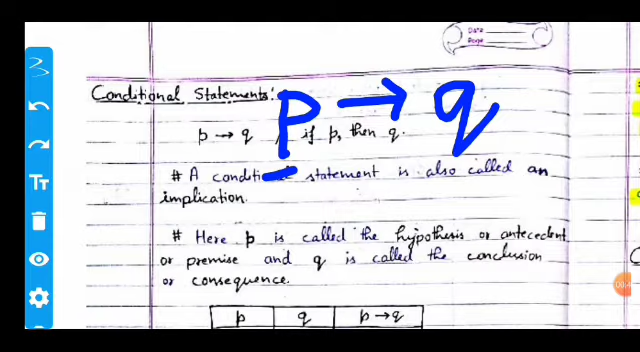 Date
Page
Conditional Statements:
p → q
p → q, if p, then q.
# A conditional statement is also called an
implication.
# Here p is called the hypothesis or antecedent
or premise and q is called the conclusion
or consequence.
p q p→q